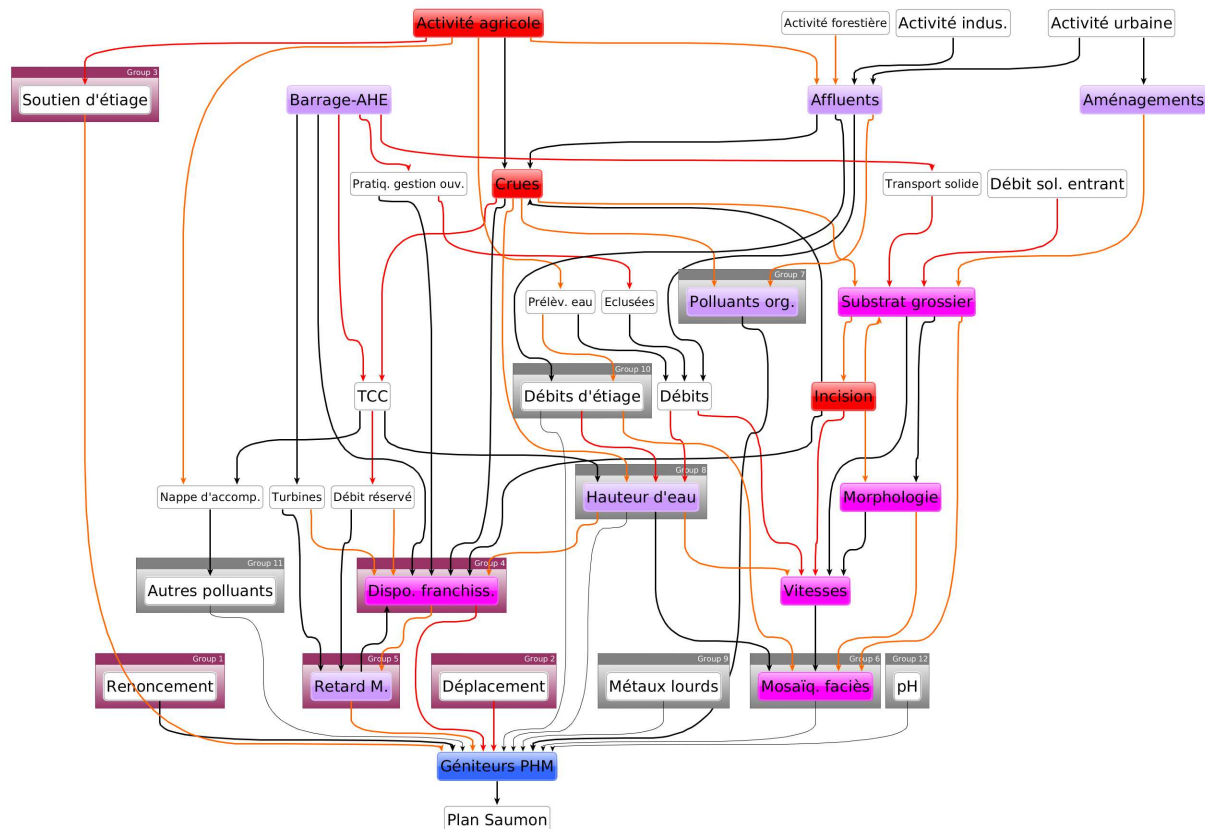 Activité agricole
Activité forestière
Activité indus.
Activité urbaine
Group 3
Soutien d'étiage
Barrage-AHE
Affluents
Aménagements
Pratiq. gestion ouv.
Crues
Transport solide
Débit sol. entrant
Group 7
Prélèv. eau
Eclusées
Polluants org.
Substrat grossier
Group 10
TCC
Débits d'étiage
Débits
Incision
Group 8
Nappe d'accomp.
Turbines
Débit réservé
Hauteur d'eau
Morphologie
Group 11
Group 4
Autres polluants
Dispo. franchiss.
Vitesses
Group 1
Group 5
Group 2
Group 9
Group 6
Group 12
Renoncement
Retard M.
Déplacement
Métaux lourds
Mosaïq. faciès
pH
Géniteurs PHM
Plan Saumon